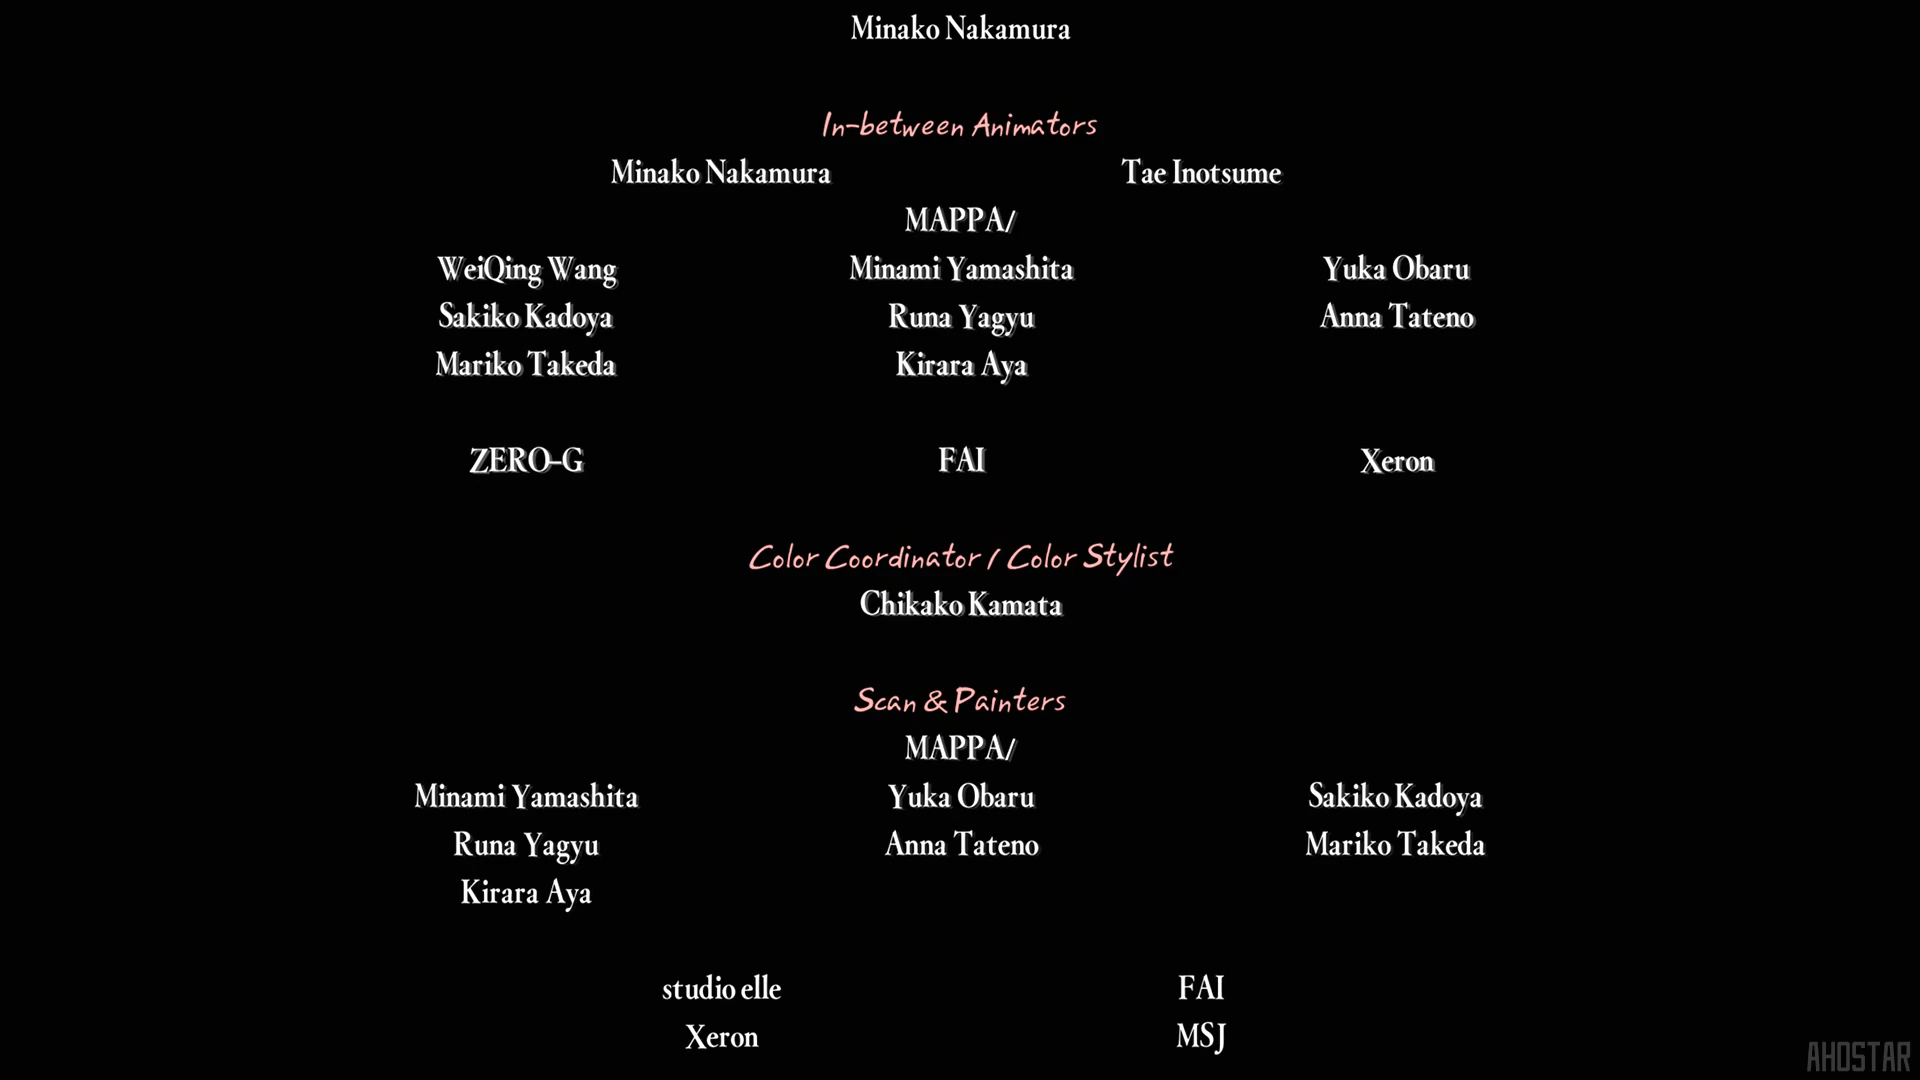 Minako Nakamura
In-between Animators
Minako Nakamura Tae Inotsume
MAPPA/
WeiQing Wang Minami Yamashita Yuka Obaru
Sakiko Kadoya Runa Yagyu Anna Tateno
Mariko Takeda Kirara Aya
ZERO-G FAI Xeron
Color Coordinator / Color Stylist
Chikako Kamata
Scan & Painters
MAPPA/
Minami Yamashita Yuka Obaru Sakiko Kadoya
Runa Yagyu Anna Tateno Mariko Takeda
Kirara Aya
studio elle FAI
Xeron MSJ
AHOSTAR